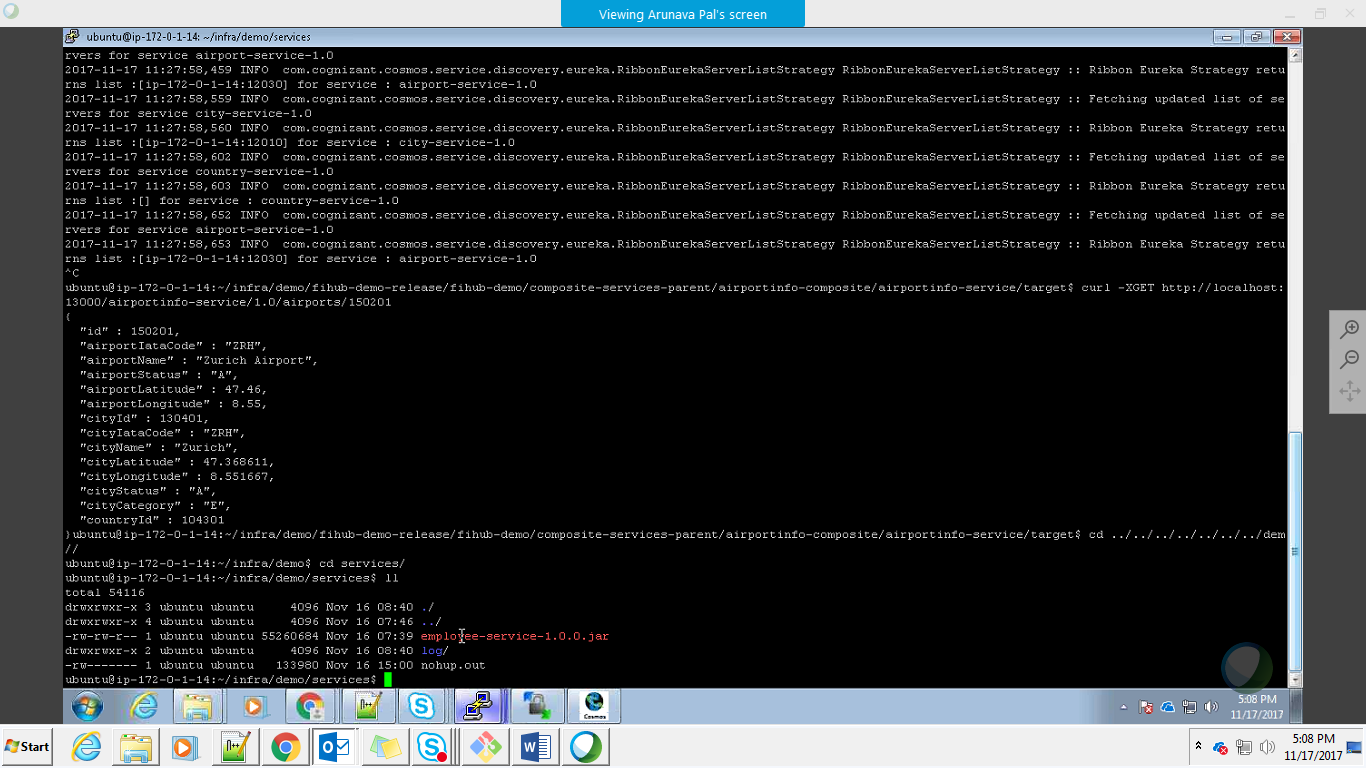 Viewing Arunava Pal's screen
ubuntu@ip-172-0-1-14: ~/infra/demo/services
rvers for service airport-service-1.0
2017-11-17 11:27:58,459 INFO  com.cognizant.cosmos.service.discovery.eureka.RibbonEurekaServerListStrategy RibbonEurekaServerListStrategy :: Ribbon Eureka Strategy retu
rns list :[ip-172-0-1-14:12030] for service : airport-service-1.0
2017-11-17 11:27:58,559 INFO  com.cognizant.cosmos.service.discovery.eureka.RibbonEurekaServerListStrategy RibbonEurekaServerListStrategy :: Fetching updated list of se
rvers for service city-service-1.0
2017-11-17 11:27:58,560 INFO  com.cognizant.cosmos.service.discovery.eureka.RibbonEurekaServerListStrategy RibbonEurekaServerListStrategy :: Ribbon Eureka Strategy retu
rns list :[ip-172-0-1-14:12010] for service : city-service-1.0
2017-11-17 11:27:58,602 INFO  com.cognizant.cosmos.service.discovery.eureka.RibbonEurekaServerListStrategy RibbonEurekaServerListStrategy :: Fetching updated list of se
rvers for service country-service-1.0
2017-11-17 11:27:58,603 INFO  com.cognizant.cosmos.service.discovery.eureka.RibbonEurekaServerListStrategy RibbonEurekaServerListStrategy :: Ribbon Eureka Strategy retu
rns list :[] for service : country-service-1.0
2017-11-17 11:27:58,652 INFO  com.cognizant.cosmos.service.discovery.eureka.RibbonEurekaServerListStrategy RibbonEurekaServerListStrategy :: Fetching updated list of se
rvers for service airport-service-1.0
2017-11-17 11:27:58,653 INFO  com.cognizant.cosmos.service.discovery.eureka.RibbonEurekaServerListStrategy RibbonEurekaServerListStrategy :: Ribbon Eureka Strategy retu
rns list :[ip-172-0-1-14:12030] for service : airport-service-1.0
^C
ubuntu@ip-172-0-1-14:~/infra/demo/fihub-demo-release/fihub-demo/composite-services-parent/airportinfo-composite/airportinfo-service/target$ curl -XGET http://localhost:
13000/airportinfo-service/1.0/airports/150201
{
"id" : 150201,
"airportIataCode" : "ZRH",
"airportName" : "Zurich Airport",
"airportStatus" : "A",
"airportLatitude" : 47.46,
"airportLongitude" : 8.55,
"cityId" : 130401,
"cityIataCode" : "ZRH",
"cityName" : "Zurich",
"cityLatitude" : 47.368611,
"cityLongitude" : 8.551667,
"cityStatus" : "A",
"cityCategory" : "E",
"countryId" : 104301
}ubuntu@ip-172-0-1-14:~/infra/demo/fihub-demo-release/fihub-demo/composite-services-parent/airportinfo-composite/airportinfo-service/target$ cd ../../../../../../../dem
//
ubuntu@ip-172-0-1-14:~/infra/demo$ cd services/
ubuntu@ip-172-0-1-14:~/infra/demo/services$ ll
total 54116
drwxrwxr-x 3 ubuntu ubuntu     4096 Nov 16 08:40 ./
drwxrwxr-x 4 ubuntu ubuntu     4096 Nov 16 07:46 ../
-rw-rw-r-- 1 ubuntu ubuntu 55260684 Nov 16 07:39 employee-service-1.0.0.jar
drwxrwxr-x 2 ubuntu ubuntu     4096 Nov 16 08:40 log/
-rw------- 1 ubuntu ubuntu   133980 Nov 16 15:00 nohup.out
ubuntu@ip-172-0-1-14:~/infra/demo/services$
Cosmos
5:08 PM
11/17/2017
Start
5:08 PM
11/17/2017